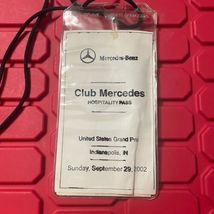 Mercedes-Benz
Club Mercedes
HOSPITALITY PASS
United States Grand Prix
Indianapolis, IN
Sunday, September 29, 2002